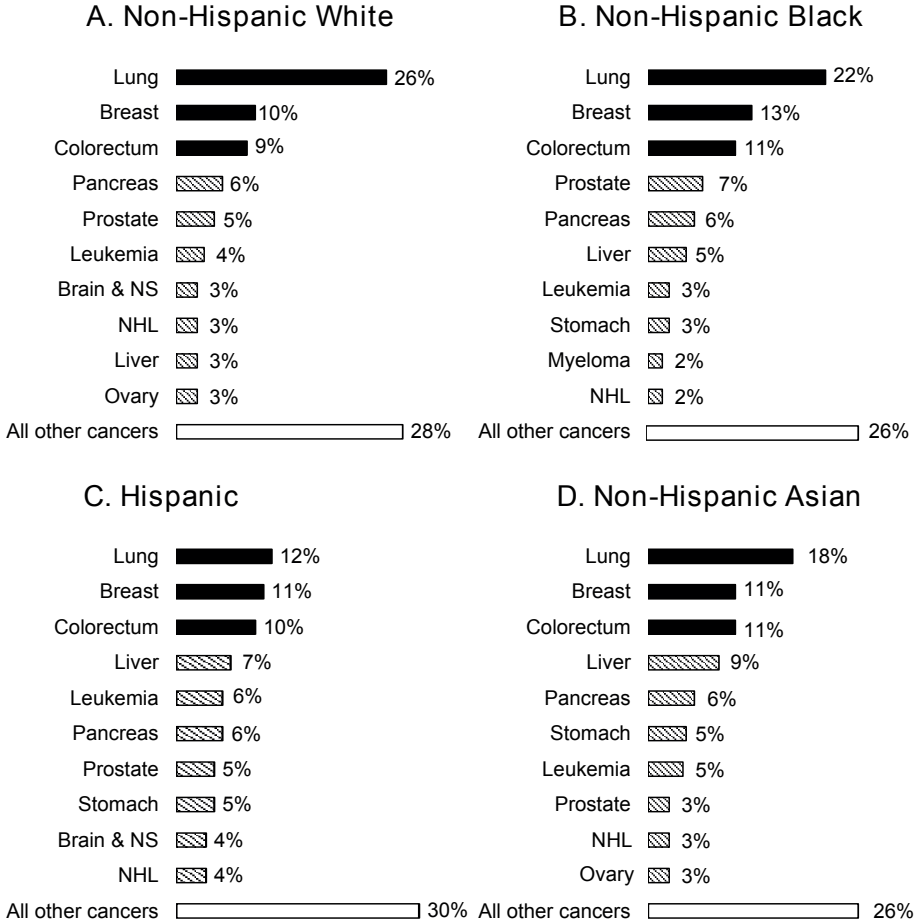 A. Non-Hispanic White
Lung 26%
Breast 10%
Colorectum 9%
Pancreas 6%
Prostate 5%
Leukemia 4%
Brain & NS 3%
NHL 3%
Liver 3%
Ovary 3%
All other cancers 28%
B. Non-Hispanic Black
Lung 22%
Breast 13%
Colorectum 11%
Prostate 7%
Pancreas 6%
Liver 5%
Leukemia 3%
Stomach 3%
Myeloma 2%
NHL 2%
All other cancers 26%
C. Hispanic
Lung 12%
Breast 11%
Colorectum 10%
Liver 7%
Leukemia 6%
Pancreas 6%
Prostate 5%
Stomach 5%
Brain & NS 4%
NHL 4%
All other cancers 30%
D. Non-Hispanic Asian
Lung 18%
Breast 11%
Colorectum 11%
Liver 9%
Pancreas 6%
Stomach 5%
Leukemia 5%
Prostate 3%
NHL 3%
Ovary 3%
All other cancers 26%